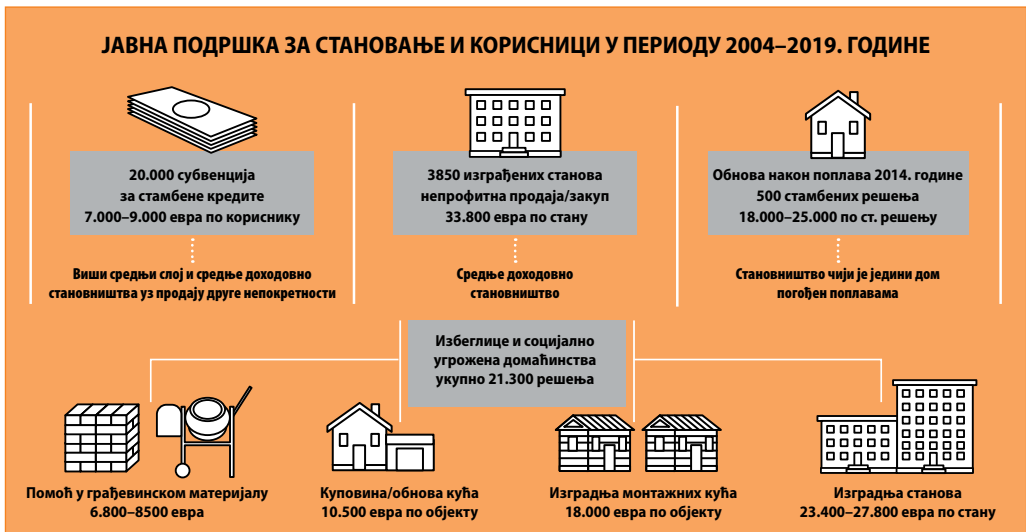 ЈАВНА ПОДРШКА ЗА СТАНОВАЊЕ И КОРИСНИЦИ У ПЕРИОДУ 2004–2019. ГОДИНЕ
20.000 субвенција
за стамбене кредите
7.000–9.000 евра по кориснику
Виши средњи слој и средње доходовно
становништва уз продају друге непокретности
3850 изграђених станова
непрофитна продаја/закуп
33.800 евра по стану
Средње доходовно
становништво
Обнова након поплава 2014. године
500 стамбених решења
18.000–25.000 по ст. решењу
Становништво чији је једини дом
погођен поплавама
Избеглице и социјално
угрожена домаћинства
укупно 21.300 решења
Помоћ у грађевинском материјалу
6.800–8500 евра
Куповина/обнова кућа
10.500 евра по објекту
Изградња монтажних кућа
18.000 евра по објекту
Изградња станова
23.400–27.800 евра по стану